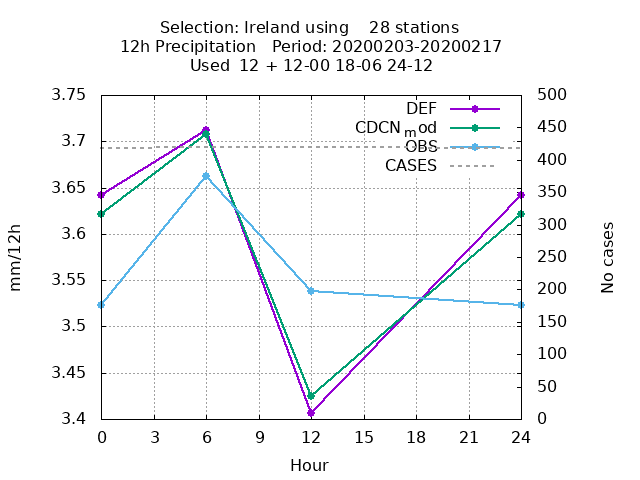 Selection: Ireland using    28 stations
12h Precipitation   Period: 20200203-20200217
Used  12 + 12-00 18-06 24-12
3.75
3.7
3.65
3.6
3.55
3.5
3.45
3.4
mm/12h
DEF
CDCNmod
OBS
CASES
500
450
400
350
300
250
200
150
100
50
0
No cases
0 3 6 9 12 15 18 21 24
Hour